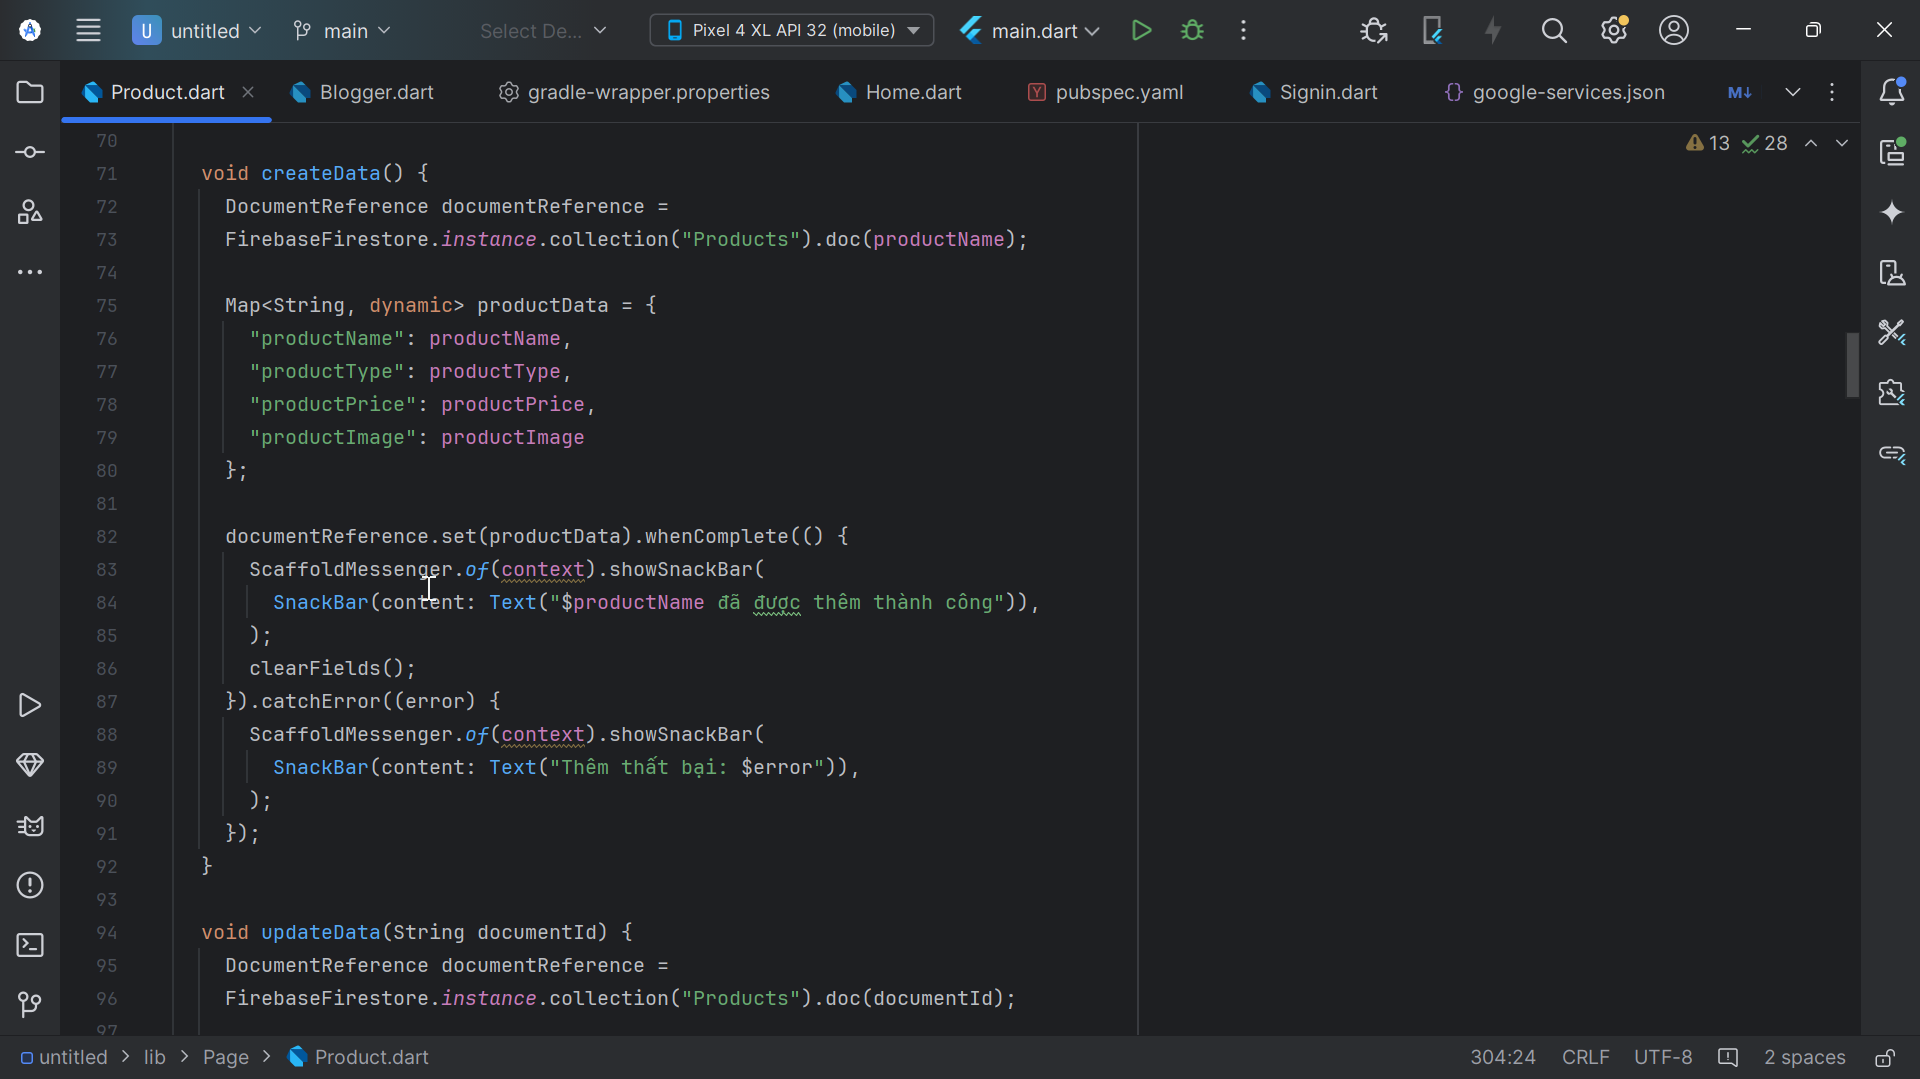 U untitled main Select De... Pixel 4 XL API 32 (mobile) main.dart
Product.dart Blogger.dart gradle-wrapper.properties Home.dart pubspec.yaml Signin.dart google-services.json M↓
13 28
70
71 void createData() {
72 DocumentReference documentReference =
73 FirebaseFirestore.instance.collection("Products").doc(productName);
74
75 Map<String, dynamic> productData = {
76 "productName": productName,
77 "productType": productType,
78 "productPrice": productPrice,
79 "productImage": productImage
80 };
81
82 documentReference.set(productData).whenComplete(() {
83 ScaffoldMessenger.of(context).showSnackBar(
84 SnackBar(content: Text("$productName đã được thêm thành công")),
85 );
86 clearFields();
87 }).catchError((error) {
88 ScaffoldMessenger.of(context).showSnackBar(
89 SnackBar(content: Text("Thêm thất bại: $error")),
90 );
91 });
92 }
93
94 void updateData(String documentId) {
95 DocumentReference documentReference =
96 FirebaseFirestore.instance.collection("Products").doc(documentId);
97
untitled > lib > Page > Product.dart 304:24 CRLF UTF-8 2 spaces